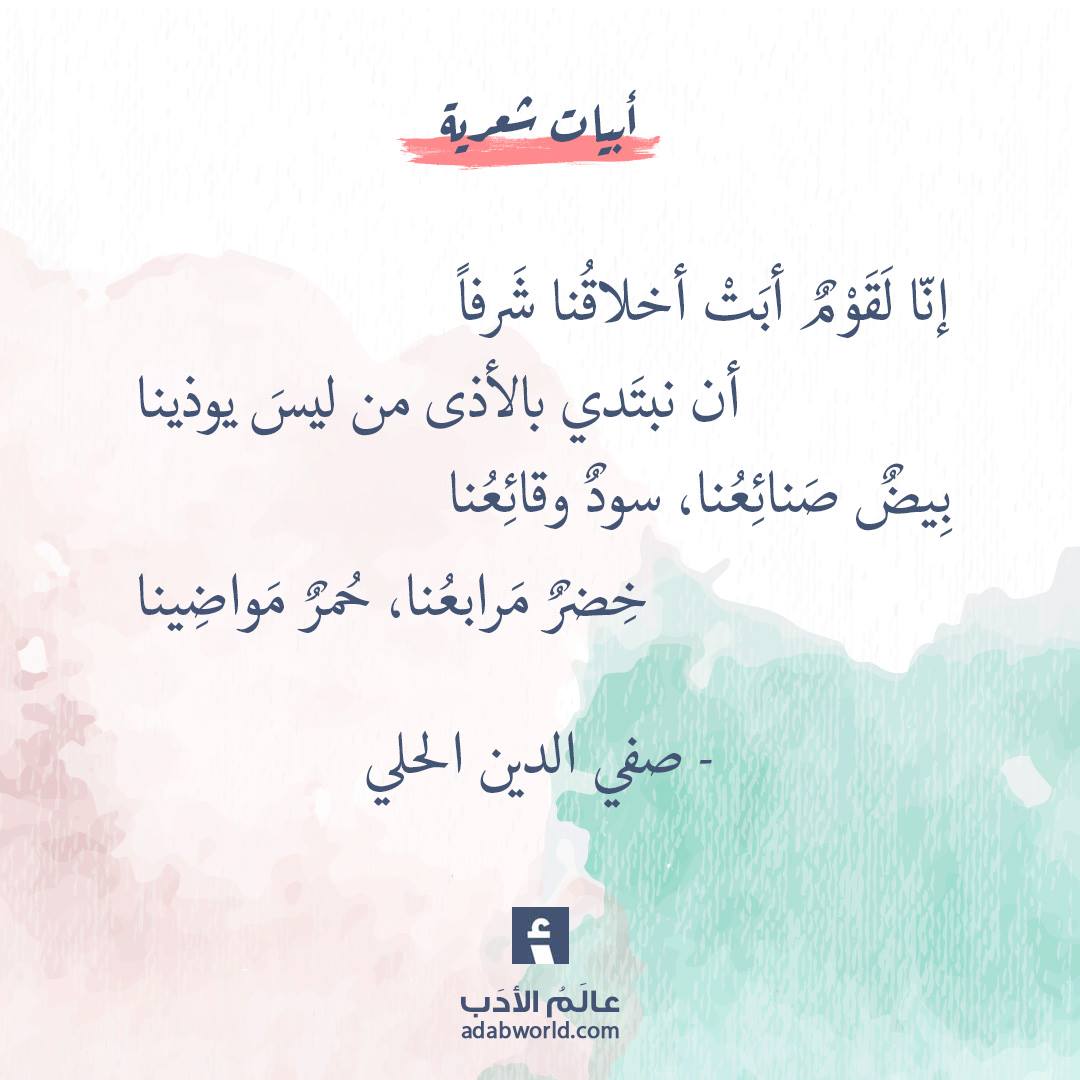 أبيات شعرية
إنّا لَقَوْمٌ أبَتْ أخلاقُنا شَرفاً
أن نبتَدي بالأذى من ليسَ يوذينا
بِيضٌ صَنائِعُنا، سودٌ وقائِعُنا
خِضرٌ مَرابعُنا، حُمرٌ مَواضِينا
- صفي الدين الحلي
أ
عالَمُ الأدَب
adabworld.com